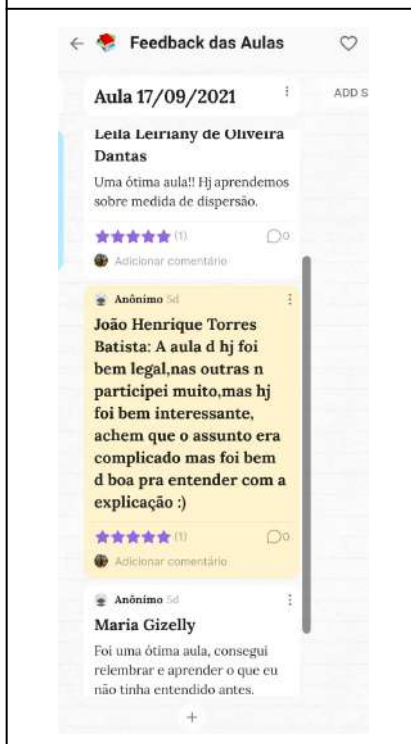 Feedback das Aulas
Aula 17/09/2021
ADD S
Leila Leiriany de Oliveira
Dantas
Uma ótima aula!! Hj aprendemos
sobre medida de dispersão.
(1)
0
Adicionar comentário
Anônimo 5d
João Henrique Torres
Batista: A aula d hj foi
bem legal,nas outras n
participei muito,mas hj
foi bem interessante,
achem que o assunto era
complicado mas foi bem
d boa pra entender com a
explicação :)
(1)
0
Adicionar comentário
Anônimo 5d
Maria Gizelly
Foi uma ótima aula, consegui
relembrar e aprender o que eu
não tinha entendido antes.